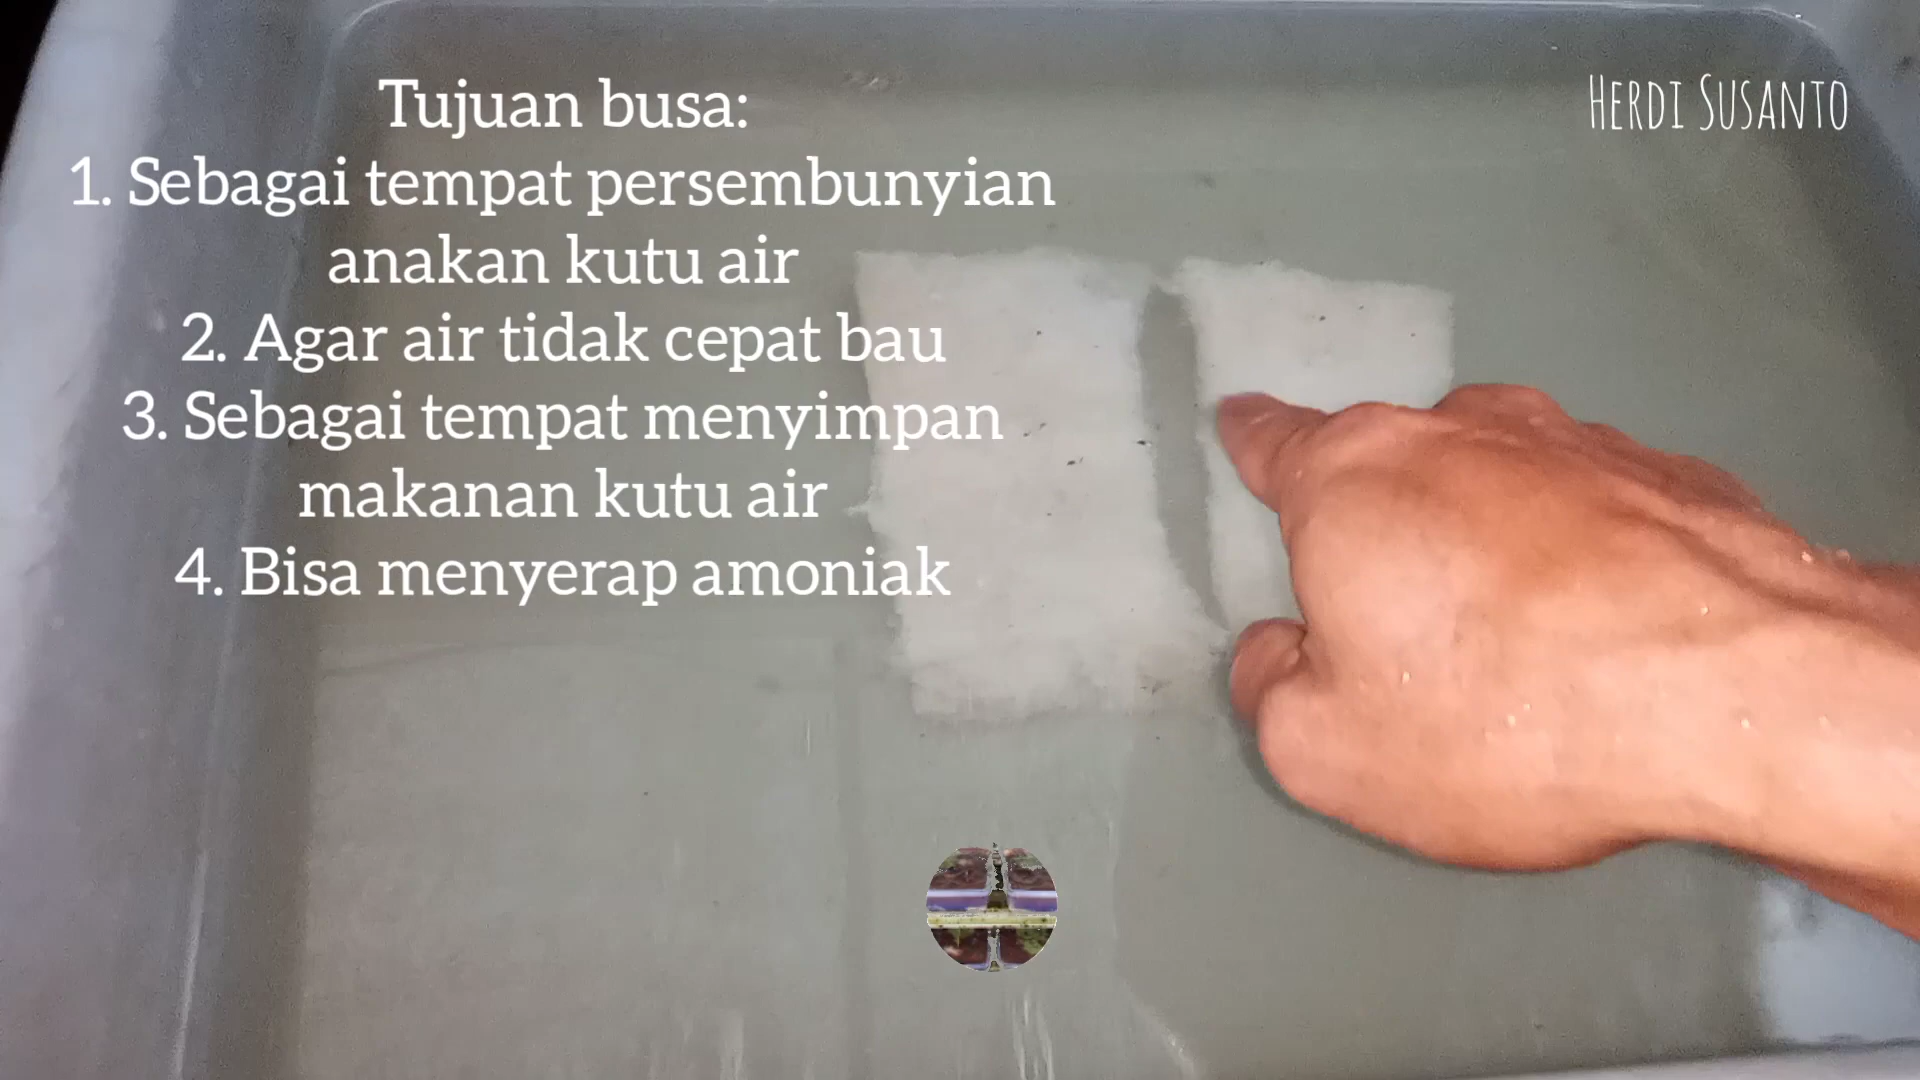 Tujuan busa:
1. Sebagai tempat persembunyian
anakan kutu air
2. Agar air tidak cepat bau
3. Sebagai tempat menyimpan
makanan kutu air
4. Bisa menyerap amoniak
HERDI SUSANTO